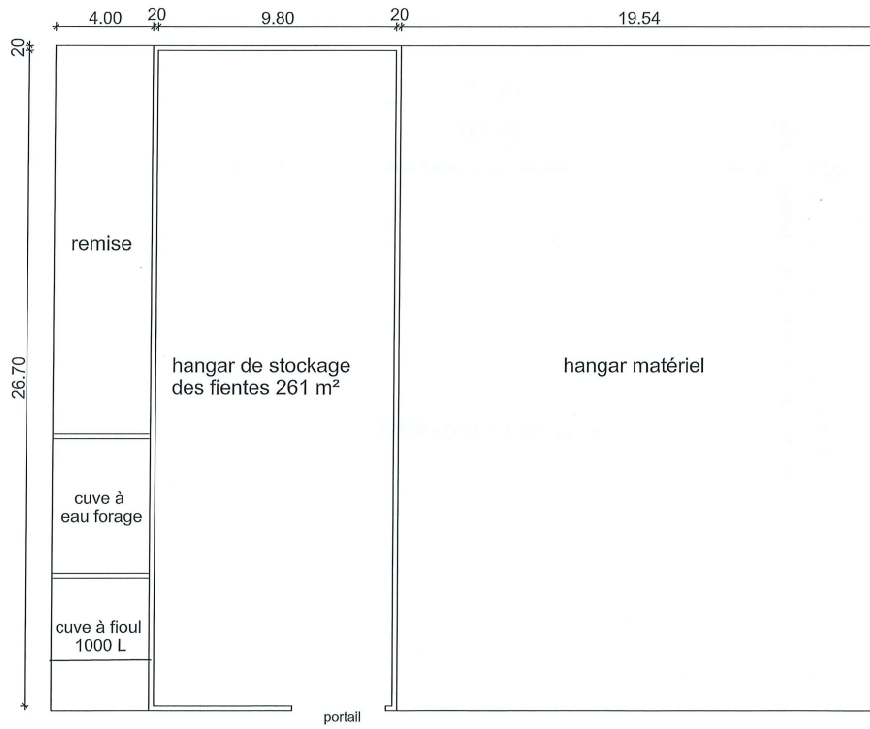 4.00 20 9.80 20 19.54
20
26.70
remise
hangar de stockage
des fientes 261 m²
hangar matériel
cuve à
eau forage
cuve à fioul
1000 L
portail